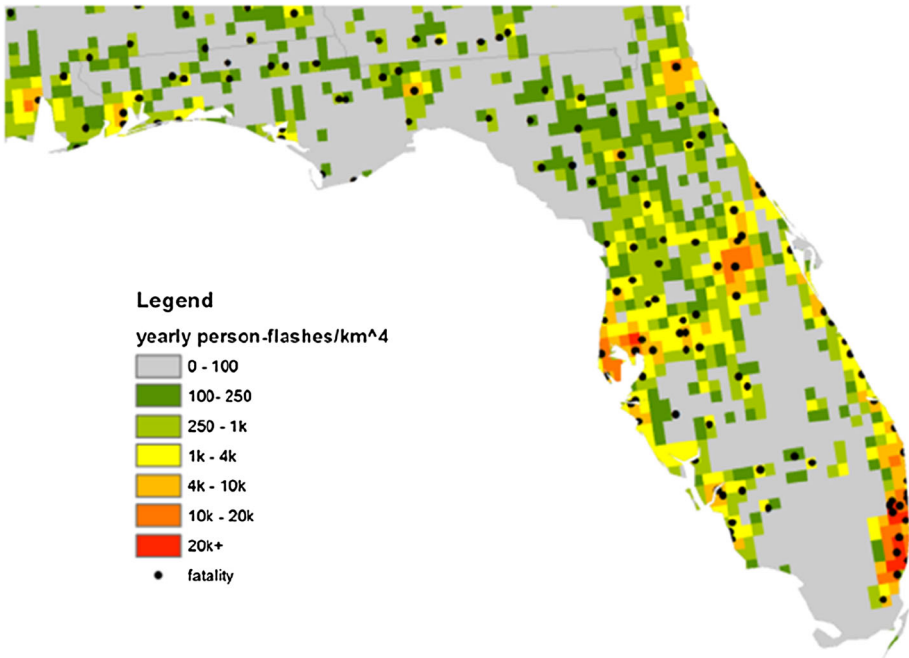 Legend
yearly person-flashes/km^4
0 - 100
100- 250
250 - 1k
1k - 4k
4k - 10k
10k - 20k
20k+
fatality